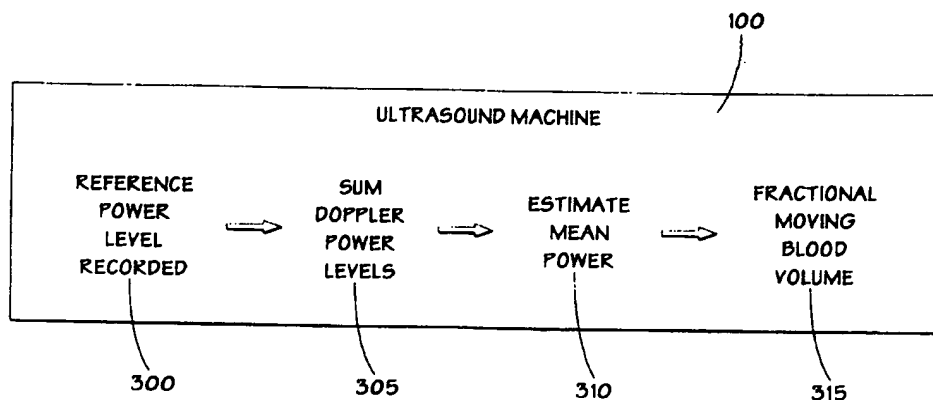 100
ULTRASOUND MACHINE
REFERENCE
POWER
LEVEL
RECORDED
SUM
DOPPLER
POWER
LEVELS
ESTIMATE
MEAN
POWER
FRACTIONAL
MOVING
BLOOD
VOLUME
300
305
310
315